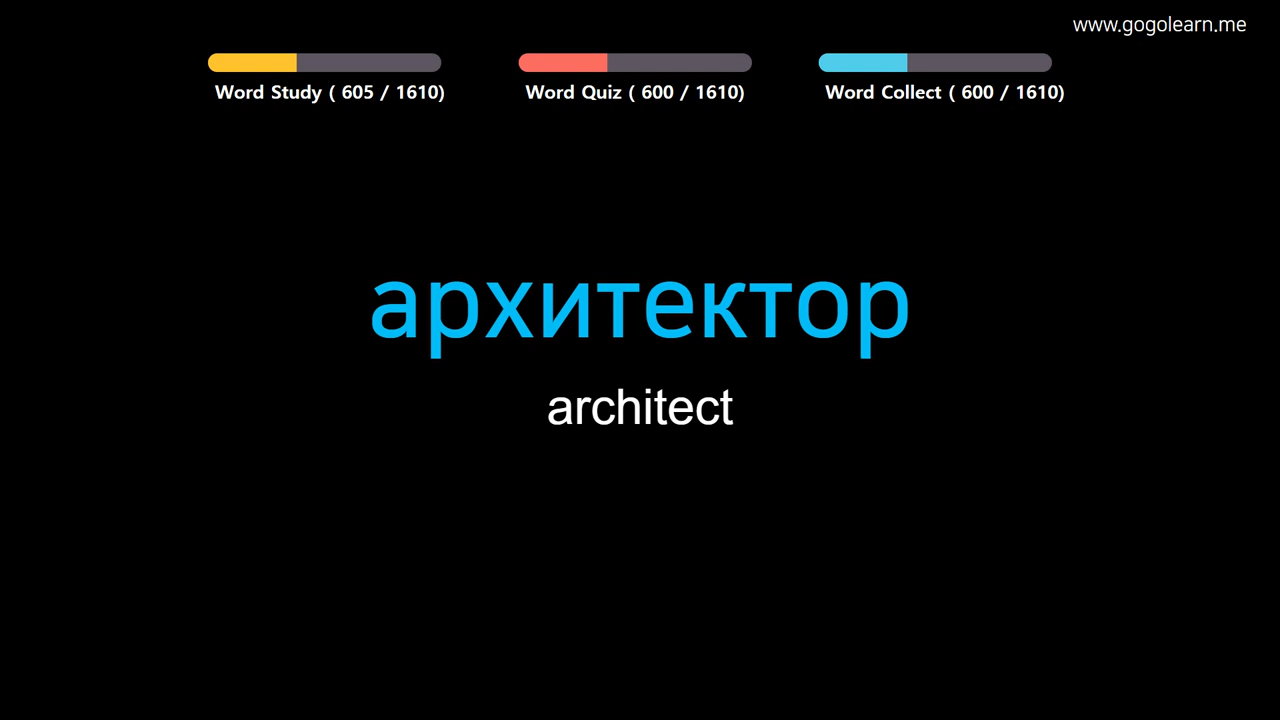 www.gogolearn.me
Word Study ( 605 / 1610)
Word Quiz ( 600 / 1610)
Word Collect ( 600 / 1610)
архитектор
architect